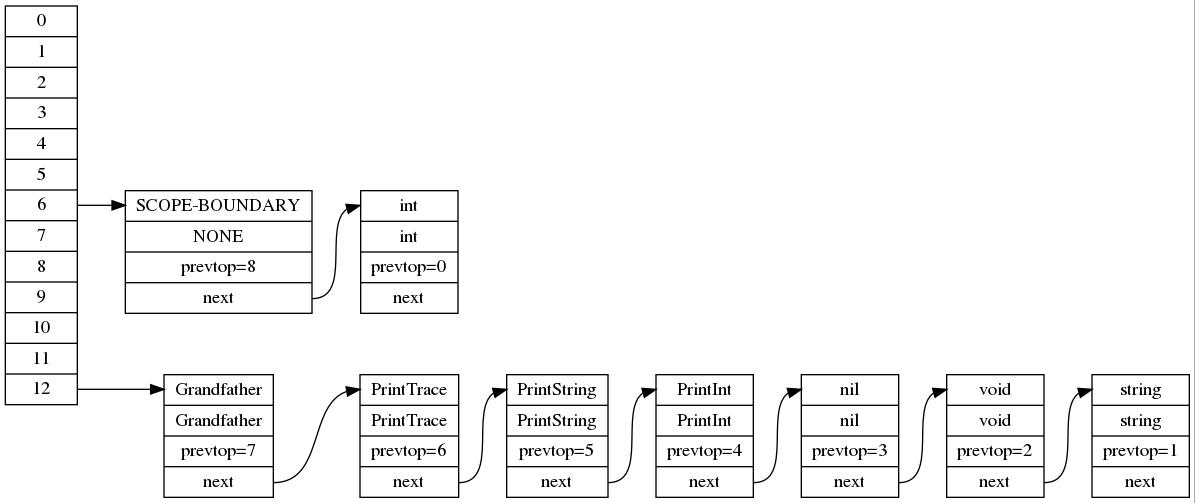 0
1
2
3
4
5
6
7
8
9
10
11
12
SCOPE-BOUNDARY
NONE
prevtop=8
next
int
int
prevtop=0
next
Grandfather
Grandfather
prevtop=7
next
PrintTrace
PrintTrace
prevtop=6
next
PrintString
PrintString
prevtop=5
next
PrintInt
PrintInt
prevtop=4
next
nil
nil
prevtop=3
next
void
void
prevtop=2
next
string
string
prevtop=1
next